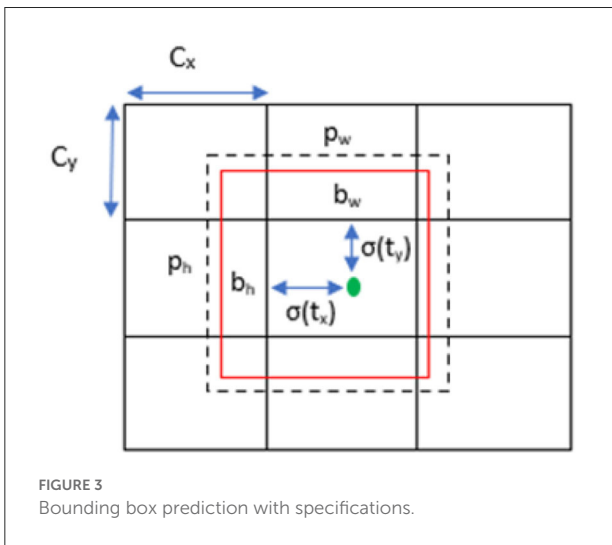 Cx
pw
Cy
bw
σ(ty)
ph
bh
σ(tx)
FIGURE 3
Bounding box prediction with specifications.